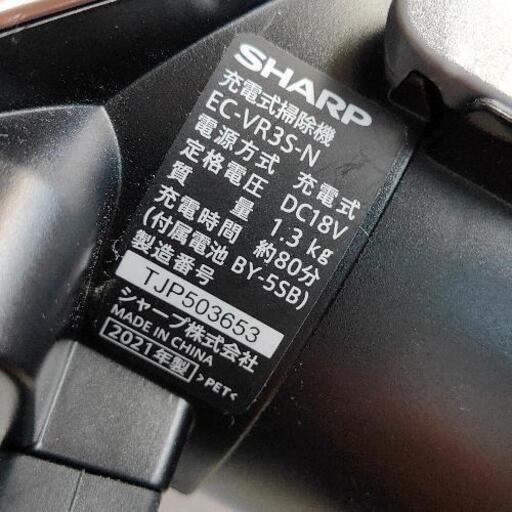 SHARP
充電式掃除機
EC-VR3S-N
電源方式 充電式
定格電圧 DC18V
質量 1.3 kg
充電時間 約80分
(付属電池 BY-5SB)
製造番号
TJP503653
シャープ株式会社
MADE IN CHINA
2021年製 >PET<